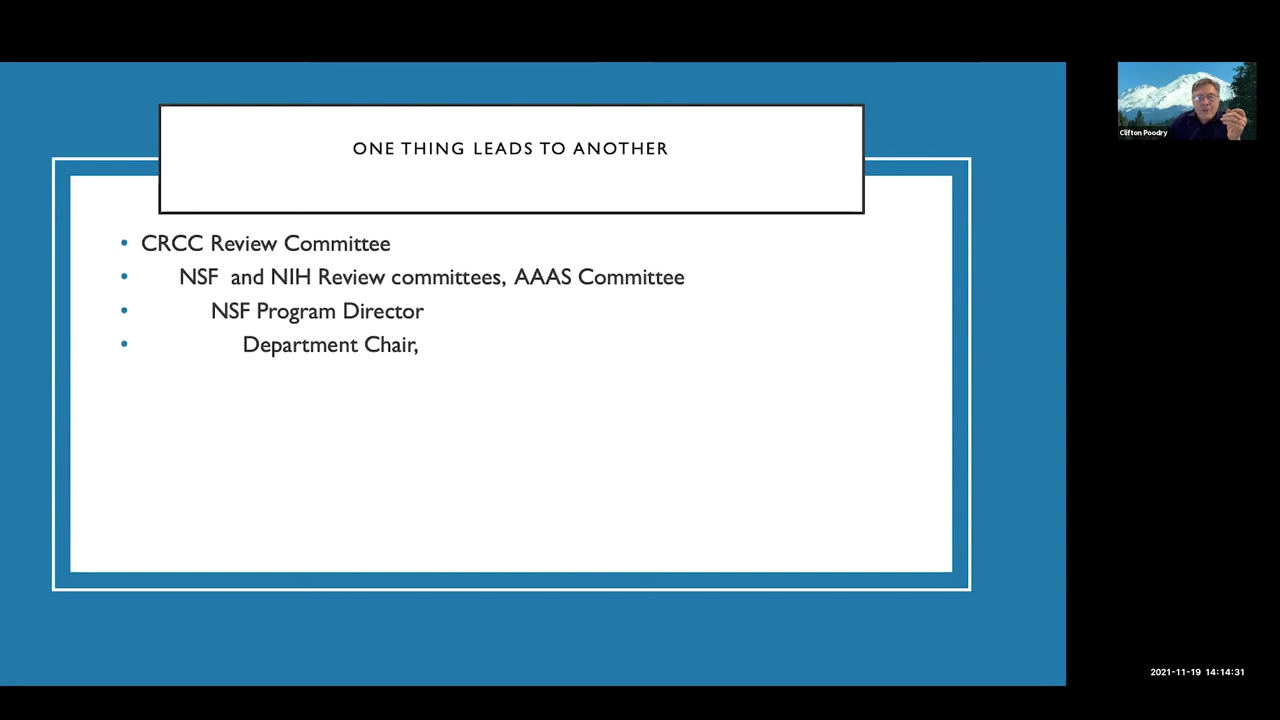 ONE THING LEADS TO ANOTHER
• CRCC Review Committee
• NSF and NIH Review committees, AAAS Committee
• NSF Program Director
• Department Chair,
Clifton Poodry
2021-11-19 14:14:31